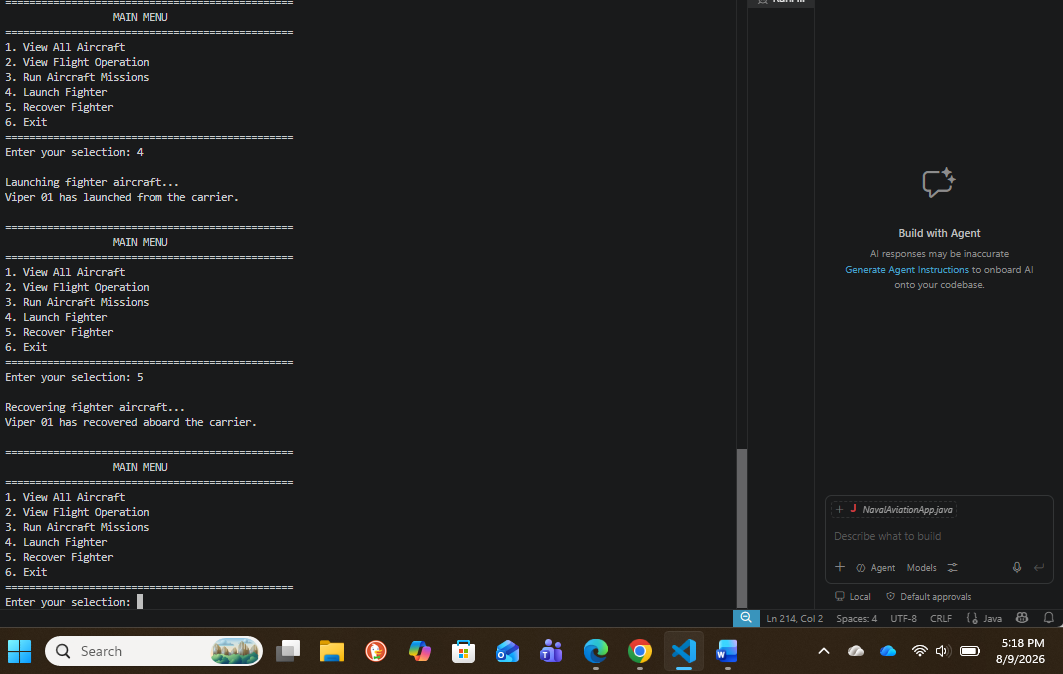 ================================================
MAIN MENU
================================================
1. View All Aircraft
2. View Flight Operation
3. Run Aircraft Missions
4. Launch Fighter
5. Recover Fighter
6. Exit
================================================
Enter your selection: 4
Launching fighter aircraft...
Viper 01 has launched from the carrier.
================================================
MAIN MENU
================================================
1. View All Aircraft
2. View Flight Operation
3. Run Aircraft Missions
4. Launch Fighter
5. Recover Fighter
6. Exit
================================================
Enter your selection: 5
Recovering fighter aircraft...
Viper 01 has recovered aboard the carrier.
================================================
MAIN MENU
================================================
1. View All Aircraft
2. View Flight Operation
3. Run Aircraft Missions
4. Launch Fighter
5. Recover Fighter
6. Exit
================================================
Enter your selection:
Build with Agent
AI responses may be inaccurate
Generate Agent Instructions to onboard AI
onto your codebase.
+ J NavalAviationApp.java
Describe what to build
+ Agent Models
Local Default approvals
Ln 214, Col 2 Spaces: 4 UTF-8 CRLF {} Java
Search
5:18 PM
8/9/2026